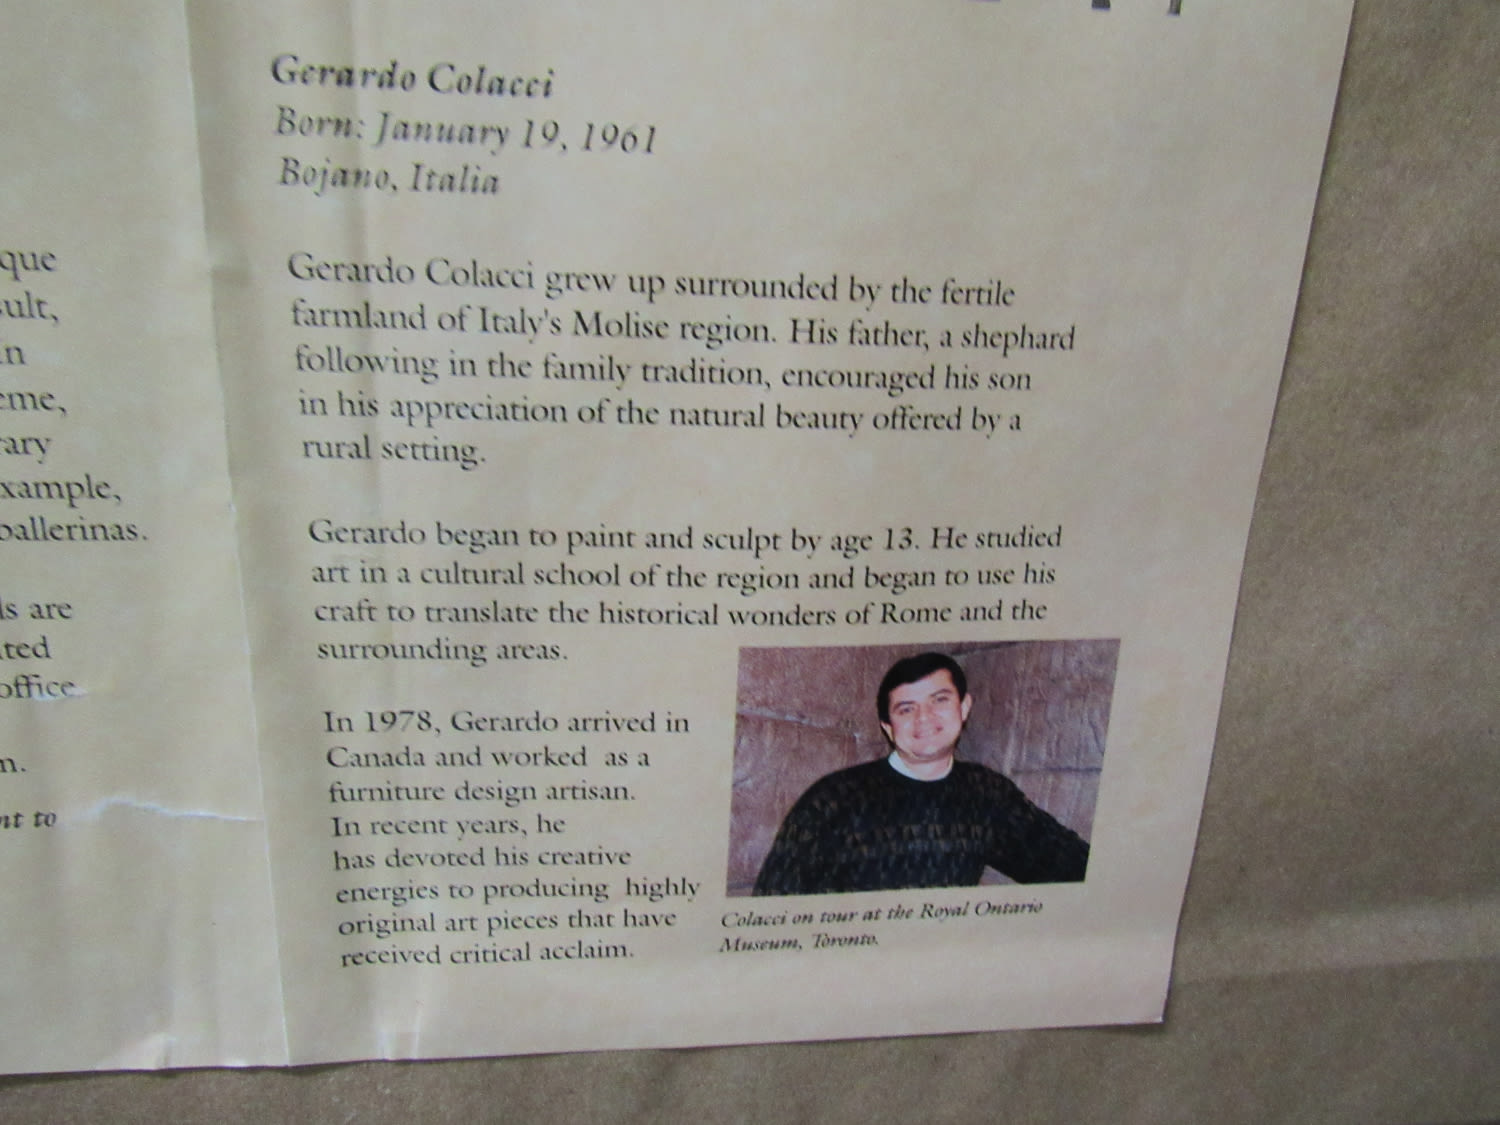 que
sult,
in
eme,
rary
example,
ballerinas.
ls are
ated
office
m.
nt to
Gerardo Colacci
Born: January 19, 1961
Bojano, Italia
Gerardo Colacci grew up surrounded by the fertile
farmland of Italy's Molise region. His father, a shephard
following in the family tradition, encouraged his son
in his appreciation of the natural beauty offered by a
rural setting.
Gerardo began to paint and sculpt by age 13. He studied
art in a cultural school of the region and began to use his
craft to translate the historical wonders of Rome and the
surrounding areas.
In 1978, Gerardo arrived in
Canada and worked as a
furniture design artisan.
In recent years, he
has devoted his creative
energies to producing highly
original art pieces that have
received critical acclaim.
Colacci on tour at the Royal Ontario
Museum, Toronto.